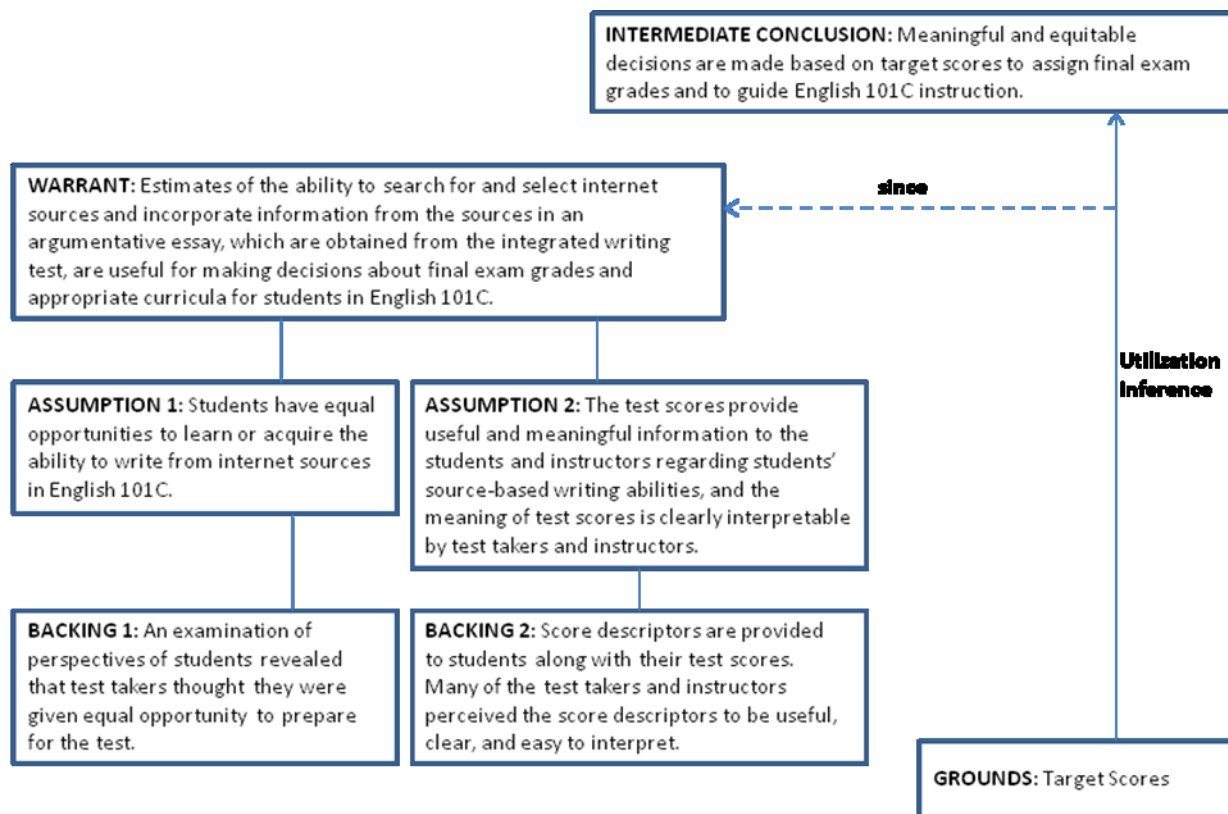 INTERMEDIATE CONCLUSION: Meaningful and equitable
decisions are made based on target scores to assign final exam
grades and to guide English 101C instruction.
WARRANT: Estimates of the ability to search for and select internet
sources and incorporate information from the sources in an
argumentative essay, which are obtained from the integrated writing
test, are useful for making decisions about final exam grades and
appropriate curricula for students in English 101C.
since
Utilization
Inference
ASSUMPTION 1: Students have equal
opportunities to learn or acquire the
ability to write from internet sources
in English 101C.
ASSUMPTION 2: The test scores provide
useful and meaningful information to the
students and instructors regarding students'
source-based writing abilities, and the
meaning of test scores is clearly interpretable
by test takers and instructors.
BACKING 1: An examination of
perspectives of students revealed
that test takers thought they were
given equal opportunity to prepare
for the test.
BACKING 2: Score descriptors are provided
to students along with their test scores.
Many of the test takers and instructors
perceived the score descriptors to be useful,
clear, and easy to interpret.
GROUNDS: Target Scores